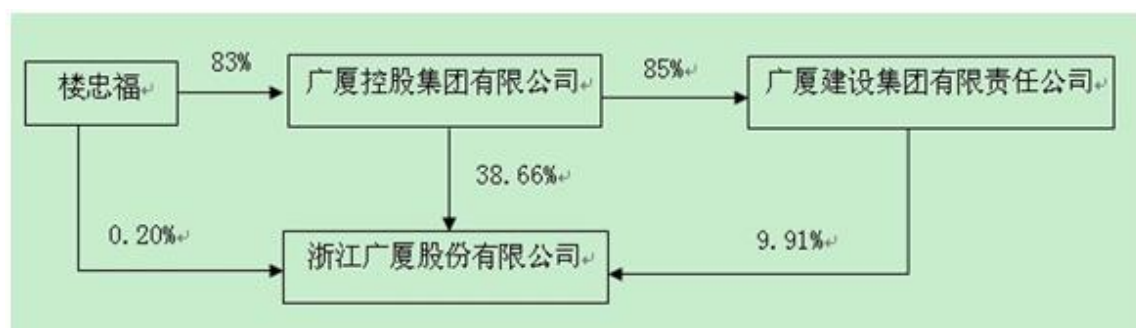 楼忠福
83%
广厦控股集团有限公司
85%
广厦建设集团有限责任公司
38.66%
0.20%
浙江广厦股份有限公司
9.91%